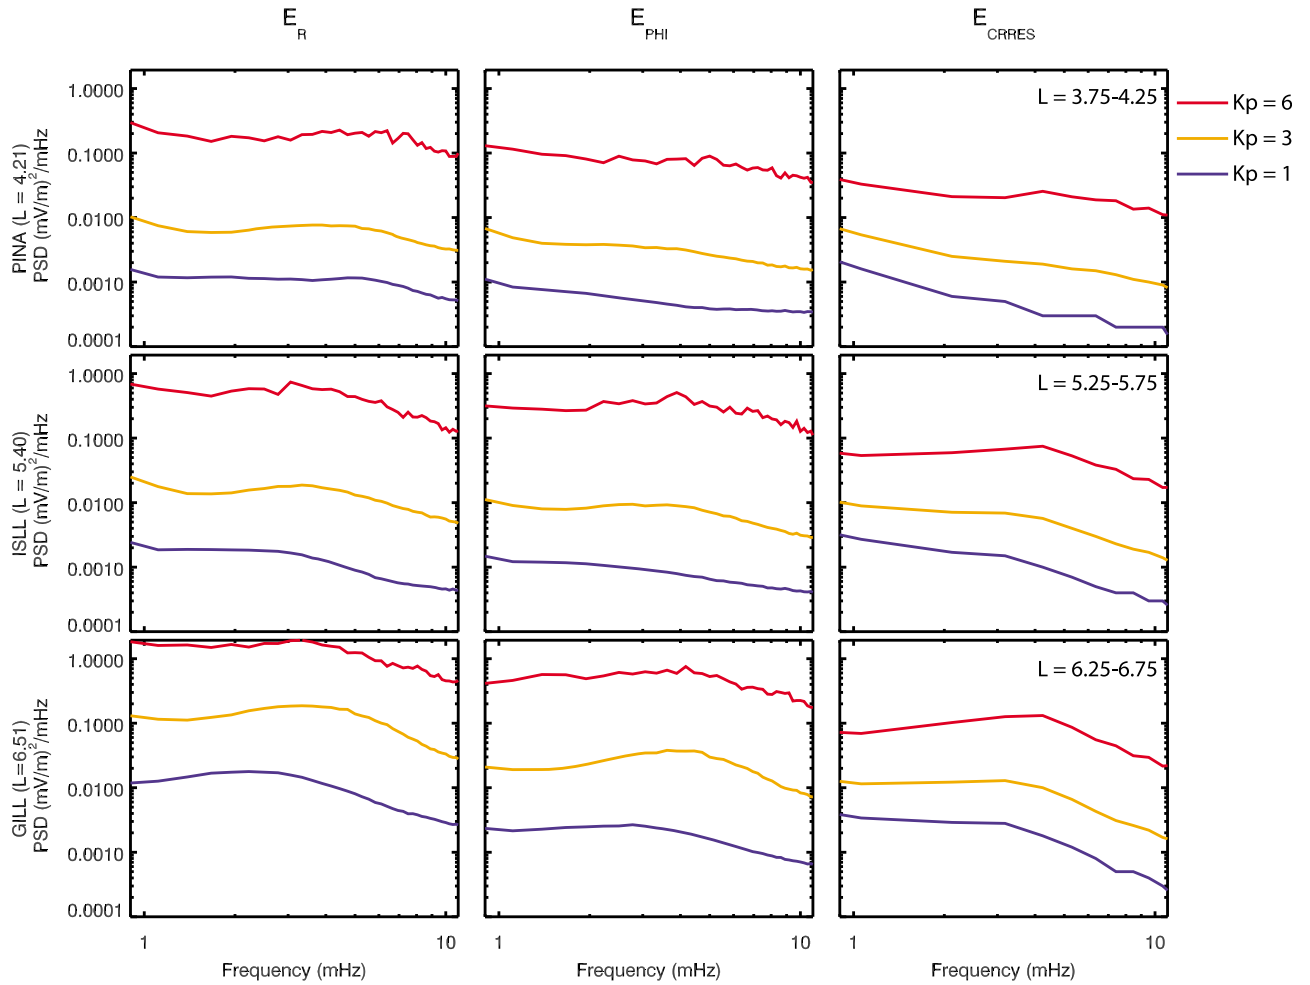 E_R E_PHI E_CRRES
PINA (L = 4.21)
PSD (mV/m)²/mHz
1.0000
0.1000
0.0100
0.0010
0.0001
L = 3.75-4.25
Kp = 6
Kp = 3
Kp = 1
ISLL (L = 5.40)
PSD (mV/m)²/mHz
1.0000
0.1000
0.0100
0.0010
0.0001
L = 5.25-5.75
GILL (L=6.51)
PSD (mV/m)²/mHz
1.0000
0.1000
0.0100
0.0010
0.0001
L = 6.25-6.75
1 10 1 10 1 10
Frequency (mHz) Frequency (mHz) Frequency (mHz)